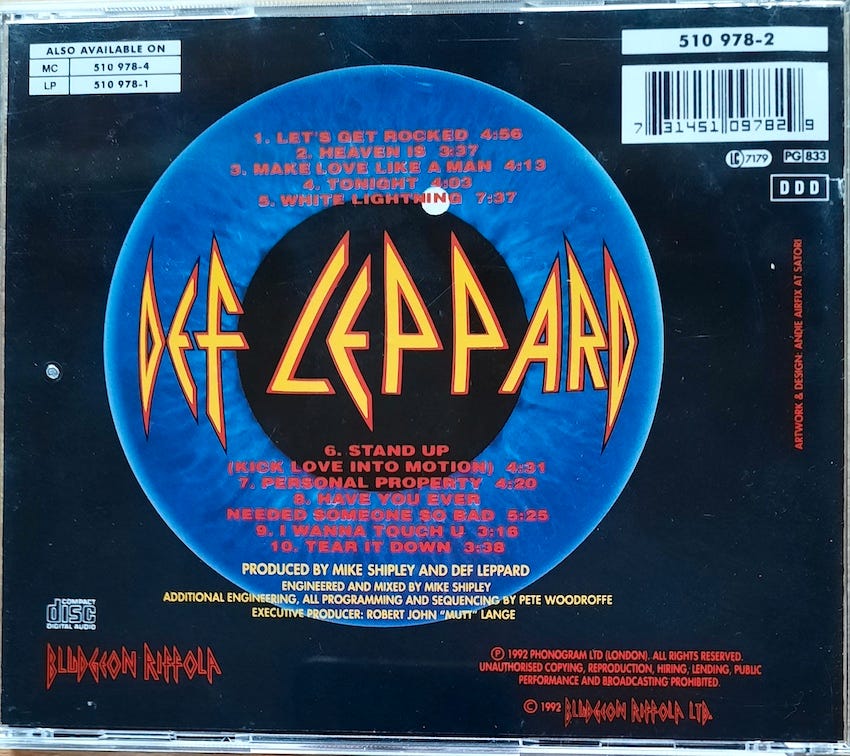 ALSO AVAILABLE ON
MC 510 978-4
LP 510 978-1
510 978-2
7 31451 09782 9
LC 7179 PG 833
DDD
1. LET'S GET ROCKED 4:56
2. HEAVEN IS 3:37
3. MAKE LOVE LIKE A MAN 4:13
4. TONIGHT 4:03
5. WHITE LIGHTNING 7:37
DEF LEPPARD
ARTWORK & DESIGN: ANDIE AIRFIX AT SATORI
6. STAND UP
(KICK LOVE INTO MOTION) 4:31
7. PERSONAL PROPERTY 4:20
8. HAVE YOU EVER
NEEDED SOMEONE SO BAD 5:25
9. I WANNA TOUCH U 3:16
10. TEAR IT DOWN 3:38
PRODUCED BY MIKE SHIPLEY AND DEF LEPPARD
ENGINEERED AND MIXED BY MIKE SHIPLEY
ADDITIONAL ENGINEERING, ALL PROGRAMMING AND SEQUENCING BY PETE WOODROFFE
EXECUTIVE PRODUCER: ROBERT JOHN "MUTT" LANGE
COMPACT
disc
DIGITAL AUDIO
BLUDGEON RIFFOLA
℗ 1992 PHONOGRAM LTD (LONDON). ALL RIGHTS RESERVED.
UNAUTHORISED COPYING, REPRODUCTION, HIRING, LENDING, PUBLIC
PERFORMANCE AND BROADCASTING PROHIBITED.
© 1992 BLUDGEON RIFFOLA LTD.